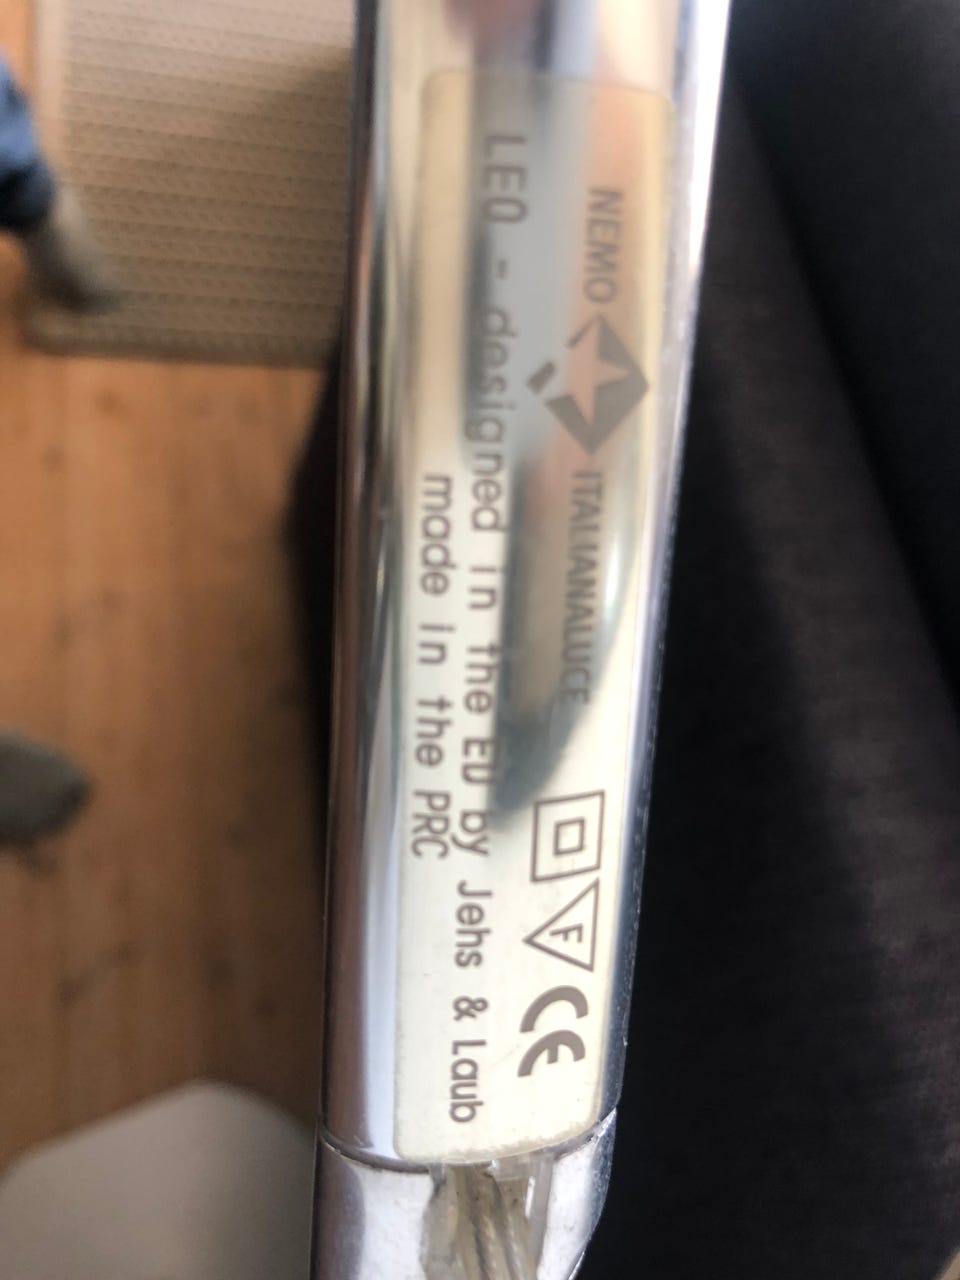 NEMO ITALIANALUCE
F CE
LEO - designed in the EU by Jehs & Laub
made in the PRC